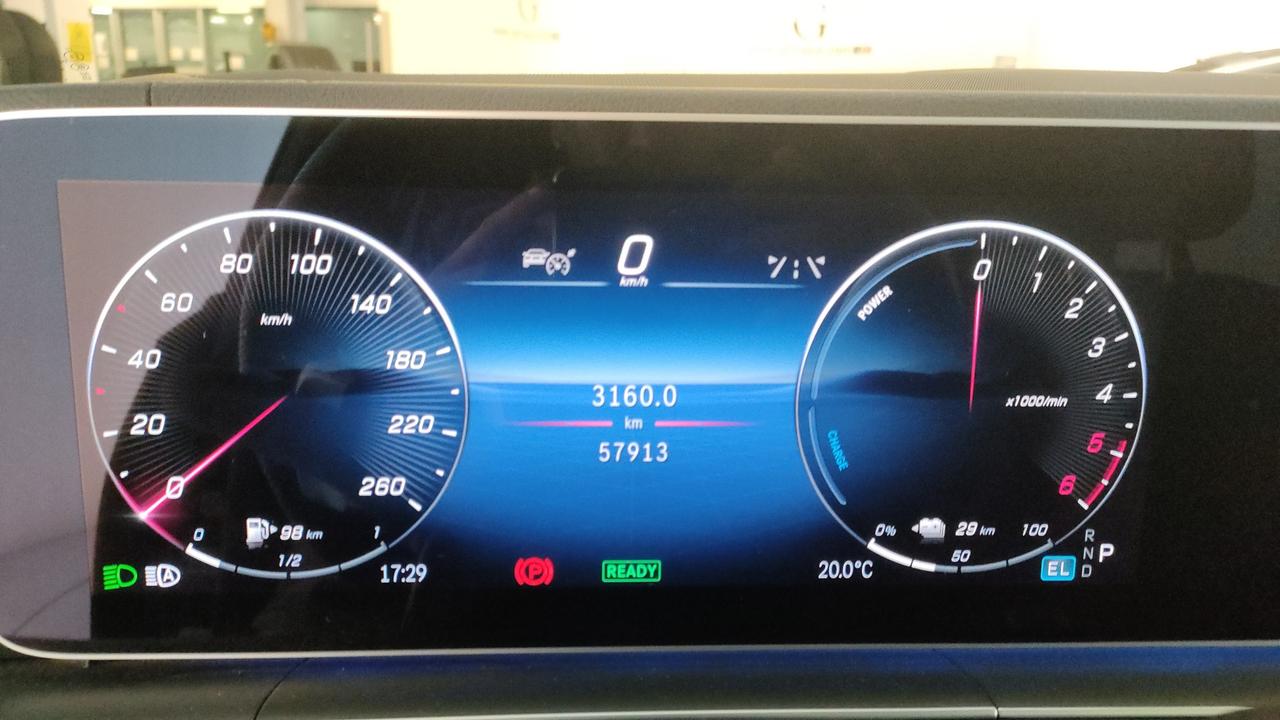 0
km/h
80 100
60 140
km/h
40 180
20 220
0 260
3160.0
km
57913
0 98 km 1
1/2
17:29
P
READY
POWER
CHARGE
0
1
2
3
4
5
6
x1000/min
0% 29 km 100
50
20.0°C
EL
R
N P
D
A